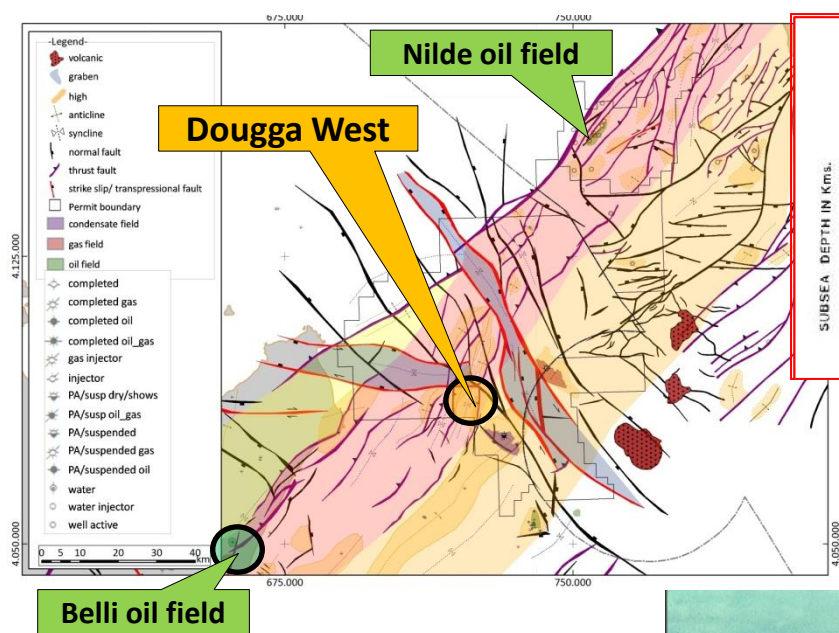 675.000
750.000
Nilde oil field
Dougga West
-Legend-
volcanic
graben
high
anticline
syncline
normal fault
thrust fault
strike slip/ transpressional fault
Permit boundary
condensate field
gas field
oil field
completed
completed gas
completed oil
completed oil_gas
gas injector
injector
PA/susp dry/shows
PA/susp oil_gas
PA/suspended
PA/suspended gas
PA/suspended oil
water
water injector
well active
0 5 10 20 30 40
km
4.125.000
4.125.000
4.050.000
4.050.000
SUBSEA DEPTH IN Kms.
675.000
750.000
Belli oil field